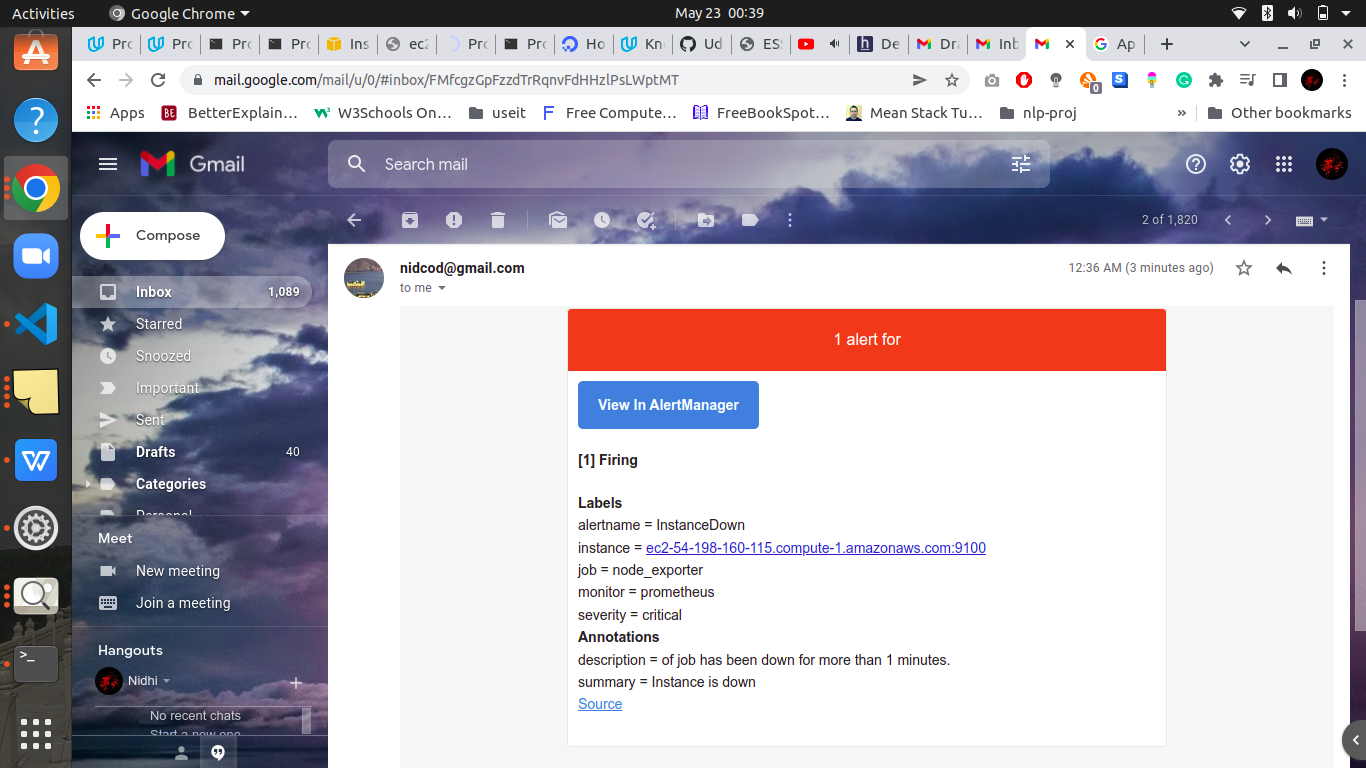 Activities Google Chrome May 23 00:39
Pro Pro Pro Pro Ins ec2 Pro Pro Ho Kn Ud ES De Dra Inb Ap
mail.google.com/mail/u/0/#inbox/FMfcgzGpFzzdTrRqnvFdHHzlPsLWptMT
0
Apps BetterExplain… W3Schools On… useit Free Compute… FreeBookSpot… Mean Stack Tu… nlp-proj » Other bookmarks
Gmail
Search mail
Compose
2 of 1,820
Inbox 1,089
Starred
Snoozed
Important
Sent
Drafts 40
Categories
Personal
Meet
New meeting
Join a meeting
Hangouts
Nidhi
No recent chats
Start a new one
nidcod@gmail.com 12:36 AM (3 minutes ago)
to me
1 alert for
View In AlertManager
[1] Firing
Labels
alertname = InstanceDown
instance = ec2-54-198-160-115.compute-1.amazonaws.com:9100
job = node_exporter
monitor = prometheus
severity = critical
Annotations
description = of job has been down for more than 1 minutes.
summary = Instance is down
Source